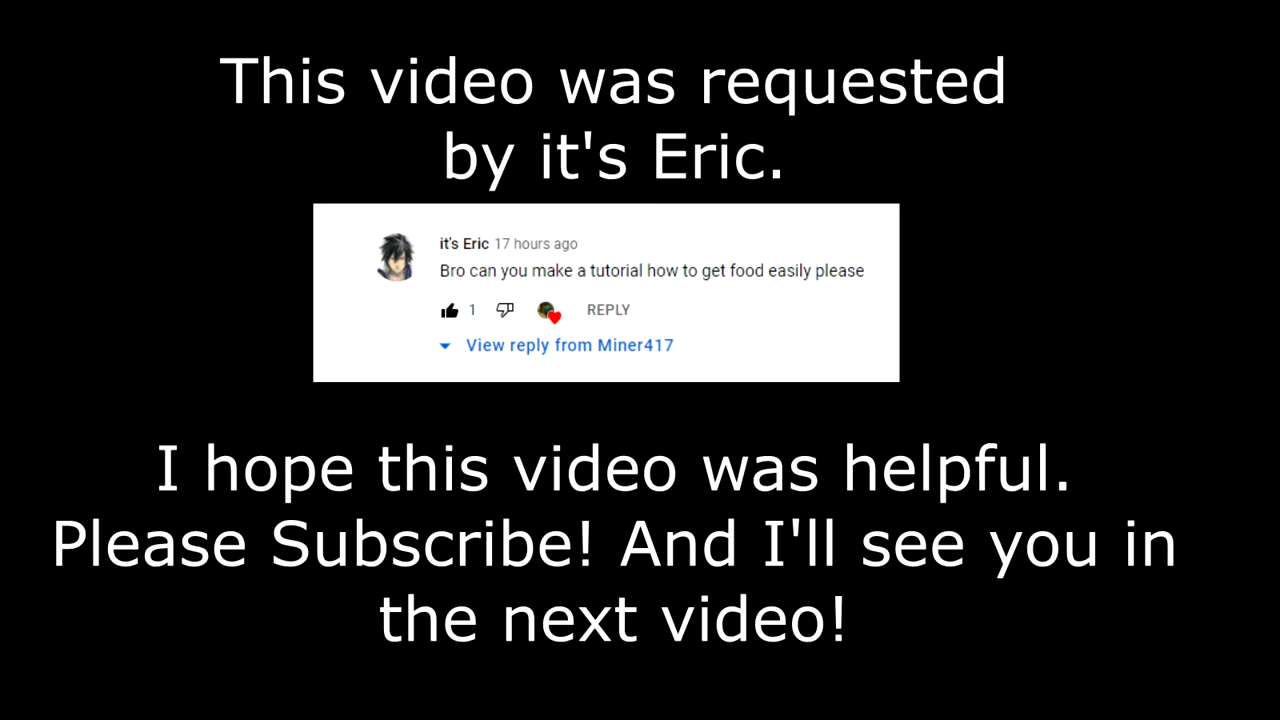 This video was requested
by it's Eric.
it's Eric 17 hours ago
Bro can you make a tutorial how to get food easily please
1 REPLY
View reply from Miner417
I hope this video was helpful.
Please Subscribe! And I'll see you in
the next video!